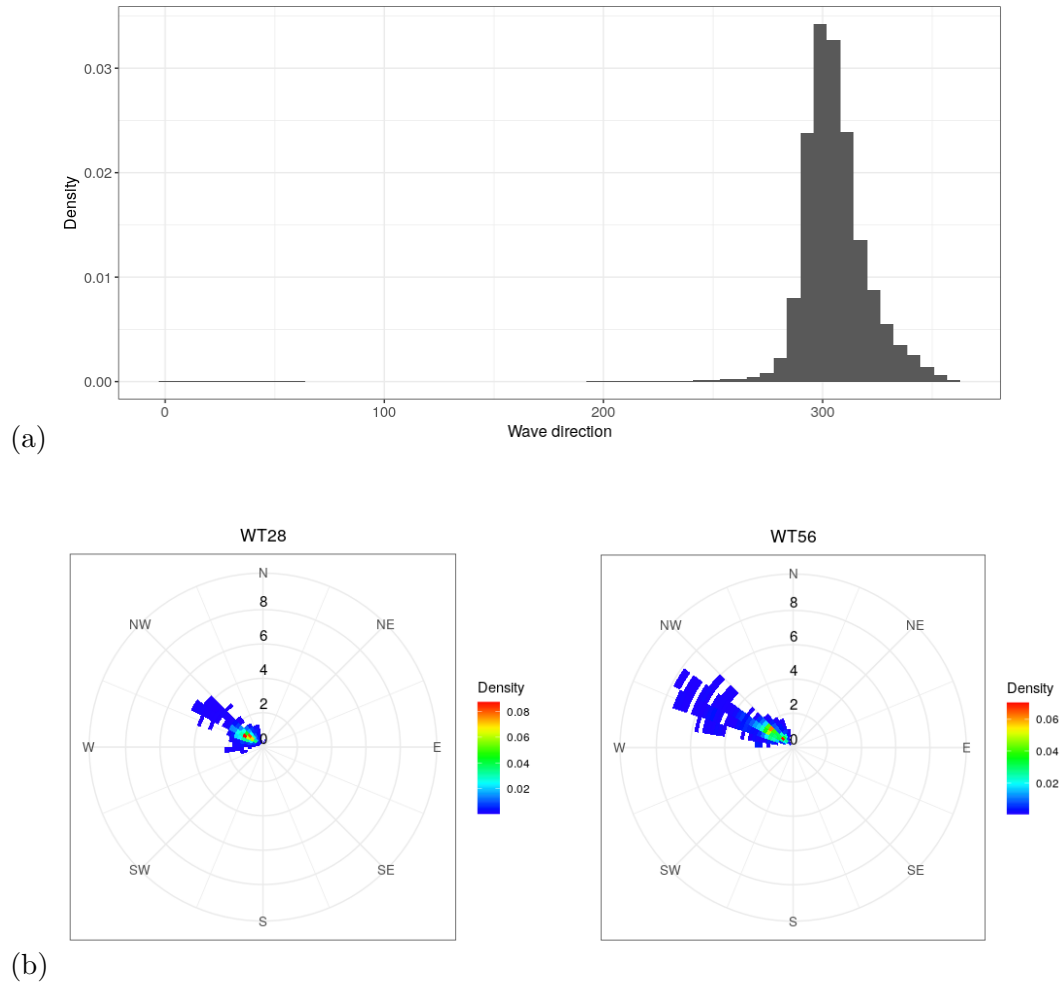 0.03
0.02
0.01
0.00
Density
0 100 200 300
Wave direction
(a)
WT28
N
NW NE
8
6
4
2
0
W E
SW SE
S
Density
0.08
0.06
0.04
0.02
WT56
N
NW NE
8
6
4
2
0
W E
SW SE
S
Density
0.06
0.04
0.02
(b)